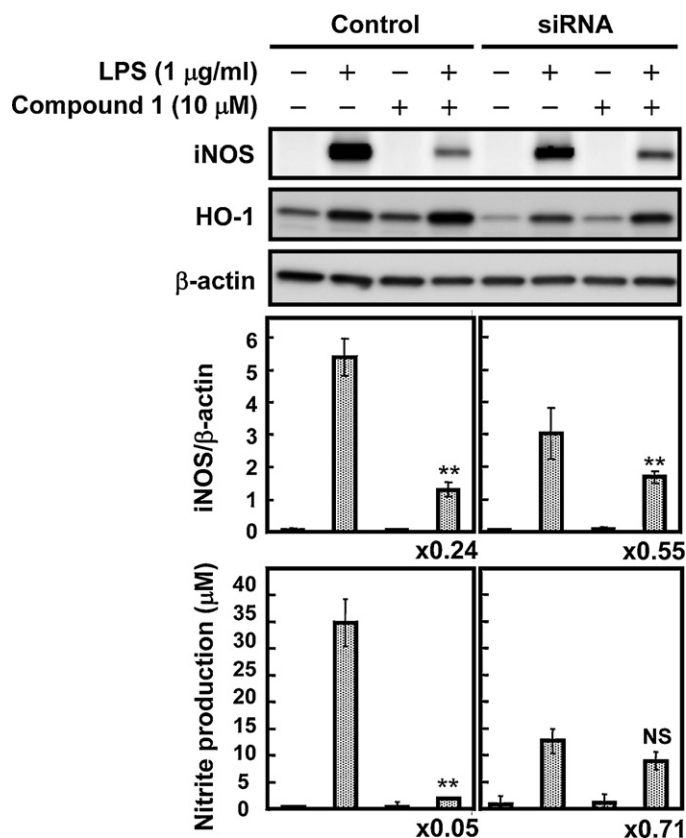 Control siRNA
LPS (1 μg/ml) − + − + − + − +
Compound 1 (10 μM) − − + + − − + +
iNOS
HO-1
β-actin
iNOS/β-actin
6
5
4
3
2
1
0
**
**
x0.24 x0.55
Nitrite production (μM)
40
35
30
25
20
15
10
5
0
**
NS
x0.05 x0.71